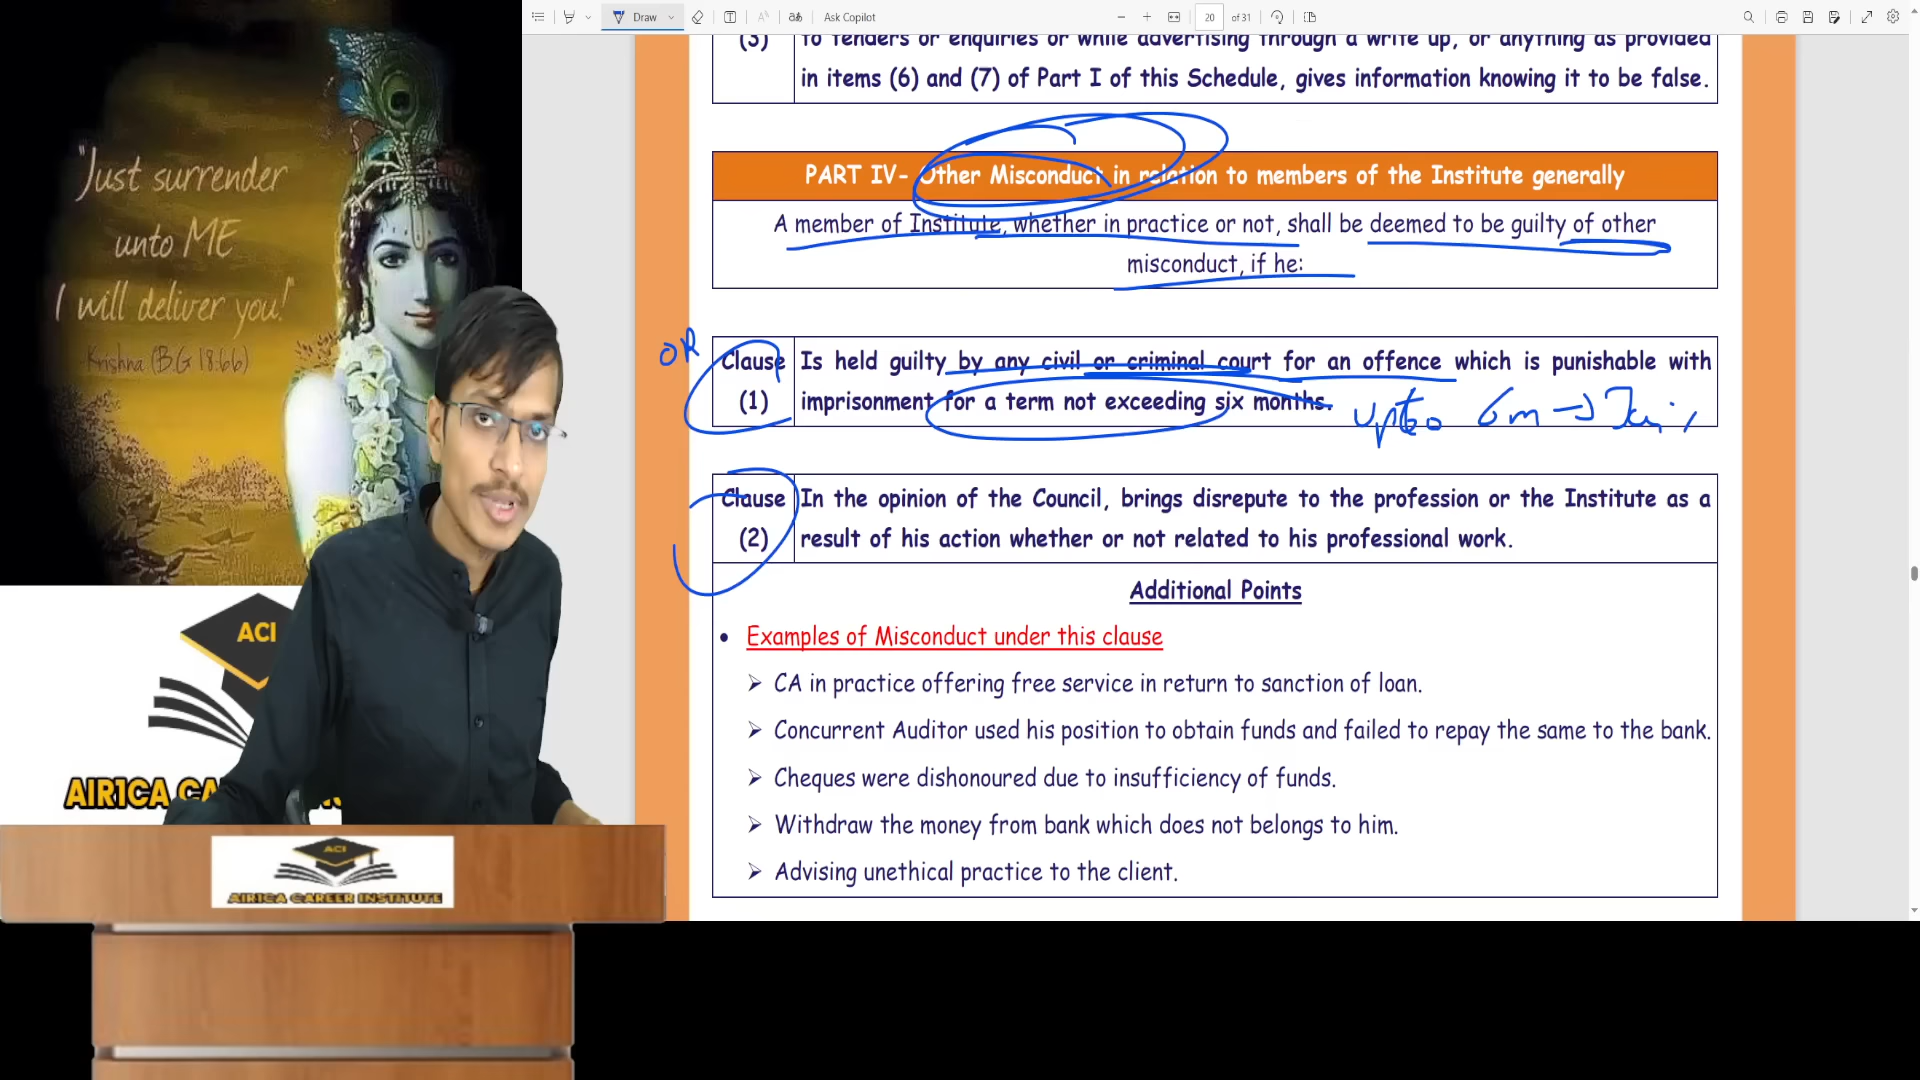 "Just surrender
unto ME
I will deliver you!"
-Krishna (B.G 18:66)
ACI
AIR1CA CA
ACI
AIR1CA CAREER INSTITUTE
Draw
Ask Copilot
20 of 31
(3) to tenders or enquiries or while advertising through a write up, or anything as provided
in items (6) and (7) of Part I of this Schedule, gives information knowing it to be false.
PART IV- Other Misconduct in relation to members of the Institute generally
A member of Institute, whether in practice or not, shall be deemed to be guilty of other
misconduct, if he:
OR
Clause (1) Is held guilty by any civil or criminal court for an offence which is punishable with
imprisonment for a term not exceeding six months.
upto 6m →
Clause (2) In the opinion of the Council, brings disrepute to the profession or the Institute as a
result of his action whether or not related to his professional work.
Additional Points
• Examples of Misconduct under this clause
➢ CA in practice offering free service in return to sanction of loan.
➢ Concurrent Auditor used his position to obtain funds and failed to repay the same to the bank.
➢ Cheques were dishonoured due to insufficiency of funds.
➢ Withdraw the money from bank which does not belongs to him.
➢ Advising unethical practice to the client.